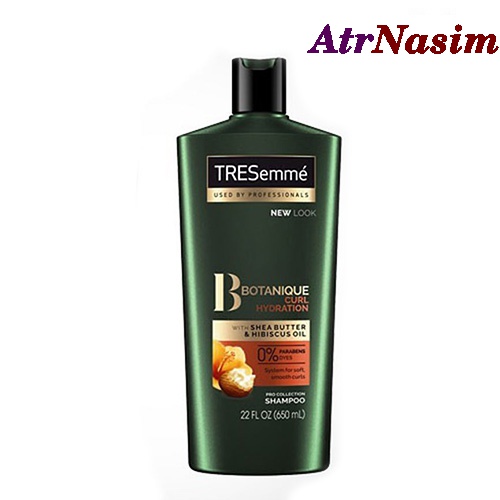 AtrNasim
TRESemmé
USED BY PROFESSIONALS
NEW LOOK
B BOTANIQUE
CURL
HYDRATION
WITH SHEA BUTTER
& HIBISCUS OIL
0% PARABENS
DYES
System for soft,
smooth curls
PRO COLLECTION
SHAMPOO
22 FL OZ (650 mL)